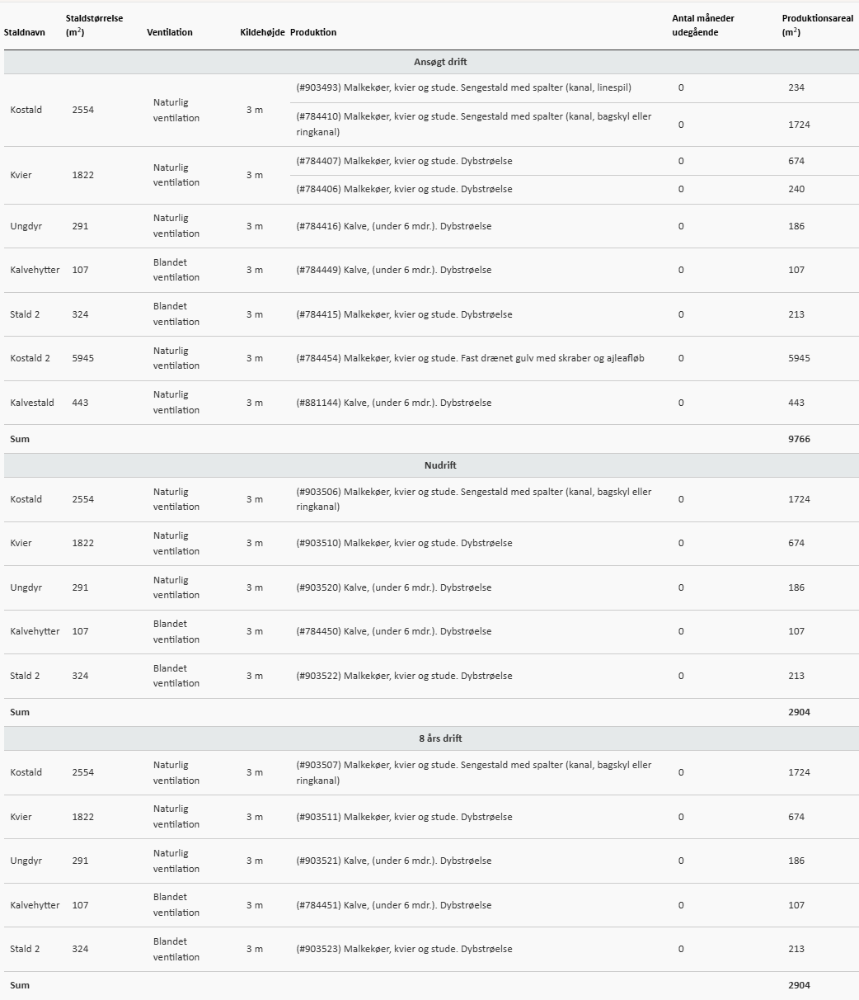 Staldnavn Staldstørrelse (m²) Ventilation Kildehøjde Produktion Antal måneder udegående Produktionsareal (m²)
Ansøgt drift
Kostald 2554 Naturlig ventilation 3 m (#903493) Malkekøer, kvier og stude. Sengestald med spalter (kanal, linespil) 0 234
(#784410) Malkekøer, kvier og stude. Sengestald med spalter (kanal, bagskyl eller ringkanal) 0 1724
Kvier 1822 Naturlig ventilation 3 m (#784407) Malkekøer, kvier og stude. Dybstrøelse 0 674
(#784406) Malkekøer, kvier og stude. Dybstrøelse 0 240
Ungdyr 291 Naturlig ventilation 3 m (#784416) Kalve, (under 6 mdr.). Dybstrøelse 0 186
Kalvehytter 107 Blandet ventilation 3 m (#784449) Kalve, (under 6 mdr.). Dybstrøelse 0 107
Stald 2 324 Blandet ventilation 3 m (#784415) Malkekøer, kvier og stude. Dybstrøelse 0 213
Kostald 2 5945 Naturlig ventilation 3 m (#784454) Malkekøer, kvier og stude. Fast drænet gulv med skraber og ajleafløb 0 5945
Kalvestald 443 Naturlig ventilation 3 m (#881144) Kalve, (under 6 mdr.). Dybstrøelse 0 443
Sum 9766
Nudrift
Kostald 2554 Naturlig ventilation 3 m (#903506) Malkekøer, kvier og stude. Sengestald med spalter (kanal, bagskyl eller ringkanal) 0 1724
Kvier 1822 Naturlig ventilation 3 m (#903510) Malkekøer, kvier og stude. Dybstrøelse 0 674
Ungdyr 291 Naturlig ventilation 3 m (#903520) Kalve, (under 6 mdr.). Dybstrøelse 0 186
Kalvehytter 107 Blandet ventilation 3 m (#784450) Kalve, (under 6 mdr.). Dybstrøelse 0 107
Stald 2 324 Blandet ventilation 3 m (#903522) Malkekøer, kvier og stude. Dybstrøelse 0 213
Sum 2904
8 års drift
Kostald 2554 Naturlig ventilation 3 m (#903507) Malkekøer, kvier og stude. Sengestald med spalter (kanal, bagskyl eller ringkanal) 0 1724
Kvier 1822 Naturlig ventilation 3 m (#903511) Malkekøer, kvier og stude. Dybstrøelse 0 674
Ungdyr 291 Naturlig ventilation 3 m (#903521) Kalve, (under 6 mdr.). Dybstrøelse 0 186
Kalvehytter 107 Blandet ventilation 3 m (#784451) Kalve, (under 6 mdr.). Dybstrøelse 0 107
Stald 2 324 Blandet ventilation 3 m (#903523) Malkekøer, kvier og stude. Dybstrøelse 0 213
Sum 2904